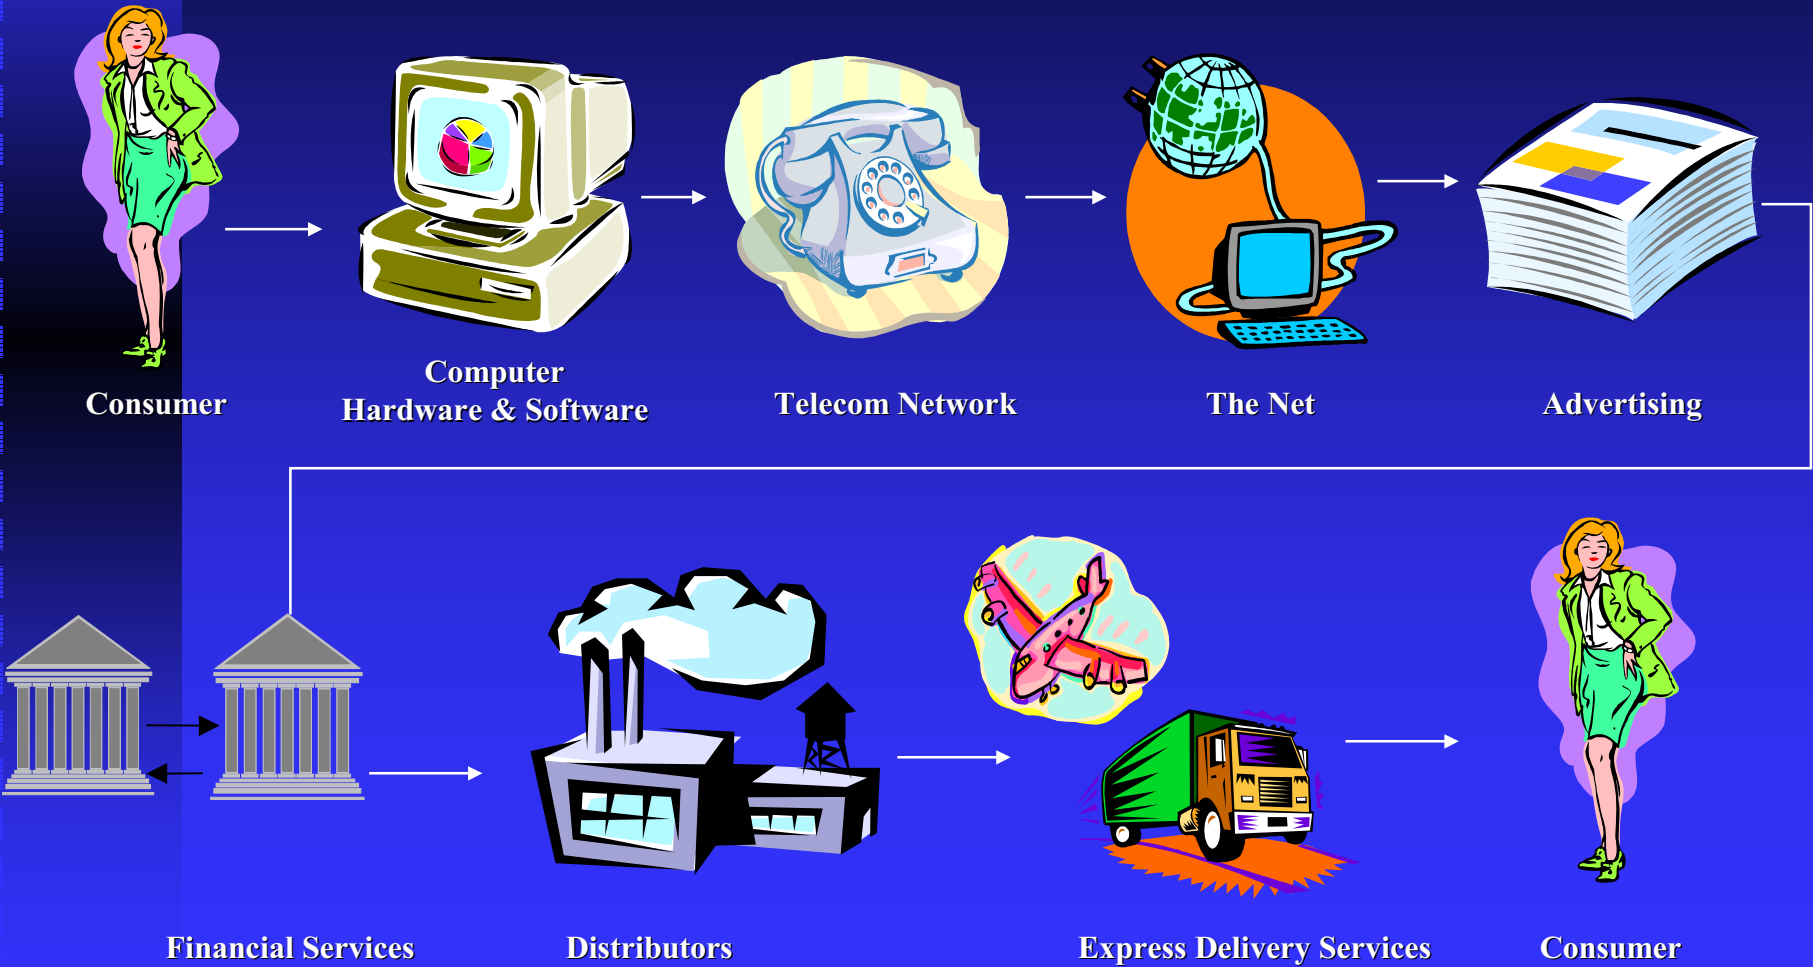 Consumer
Computer
Hardware & Software
Telecom Network
The Net
Advertising
Financial Services
Distributors
Express Delivery Services
Consumer